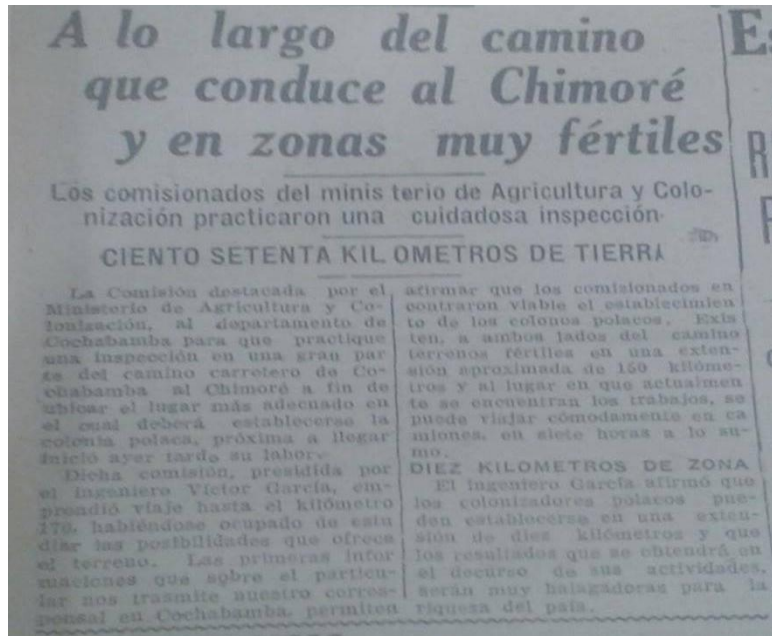 A lo largo del camino
que conduce al Chimoré
y en zonas muy fértiles
Los comisionados del minis terio de Agricultura y Colo-
nización practicaron una cuidadosa inspección
CIENTO SETENTA KIL OMETROS DE TIERRA
La Comisión destacada por el
Ministerio de Agricultura y Co-
lonización, al departamento de
Cochabamba para que practique
una inspección en una gran par
te del camino carretero de Co-
chabamba al Chimoré a fin de
ubicar el lugar más adecuado en
el cual deberá establecerse la
colonia polaca, próxima a llegar
inició ayer tarde su labor
Dicha comisión, presidida por
el ingeniero Víctor García, em-
prendió viaje hasta el kilómetro
170, habiéndose ocupado de estu
diar las posibilidades que ofrece
el terreno. Las primeras infor
maciones que sobre el particu-
lar nos trasmite nuestro corres-
ponsal en Cochabamba, permiten
afirmar que los comisionados en
contraron viable el establecimien
to de los colonos polacos. Exis
ten, a ambos lados del camino
terrenos fértiles en una exten-
sión aproximada de 150 kilóme-
tros y al lugar en que actualmen
te se encuentran los trabajos, se
puede viajar cómodamente en ca
miones, en siete horas a lo su-
mo.
DIEZ KILOMETROS DE ZONA
El ingeniero García afirmó que
los colonizadores polacos pue-
den establecerse en una exten-
sión de diez kilómetros y que
los resultados que se obtendrá en
el decurso de sus actividades,
serán muy halagadoras para la
riqueza del país.